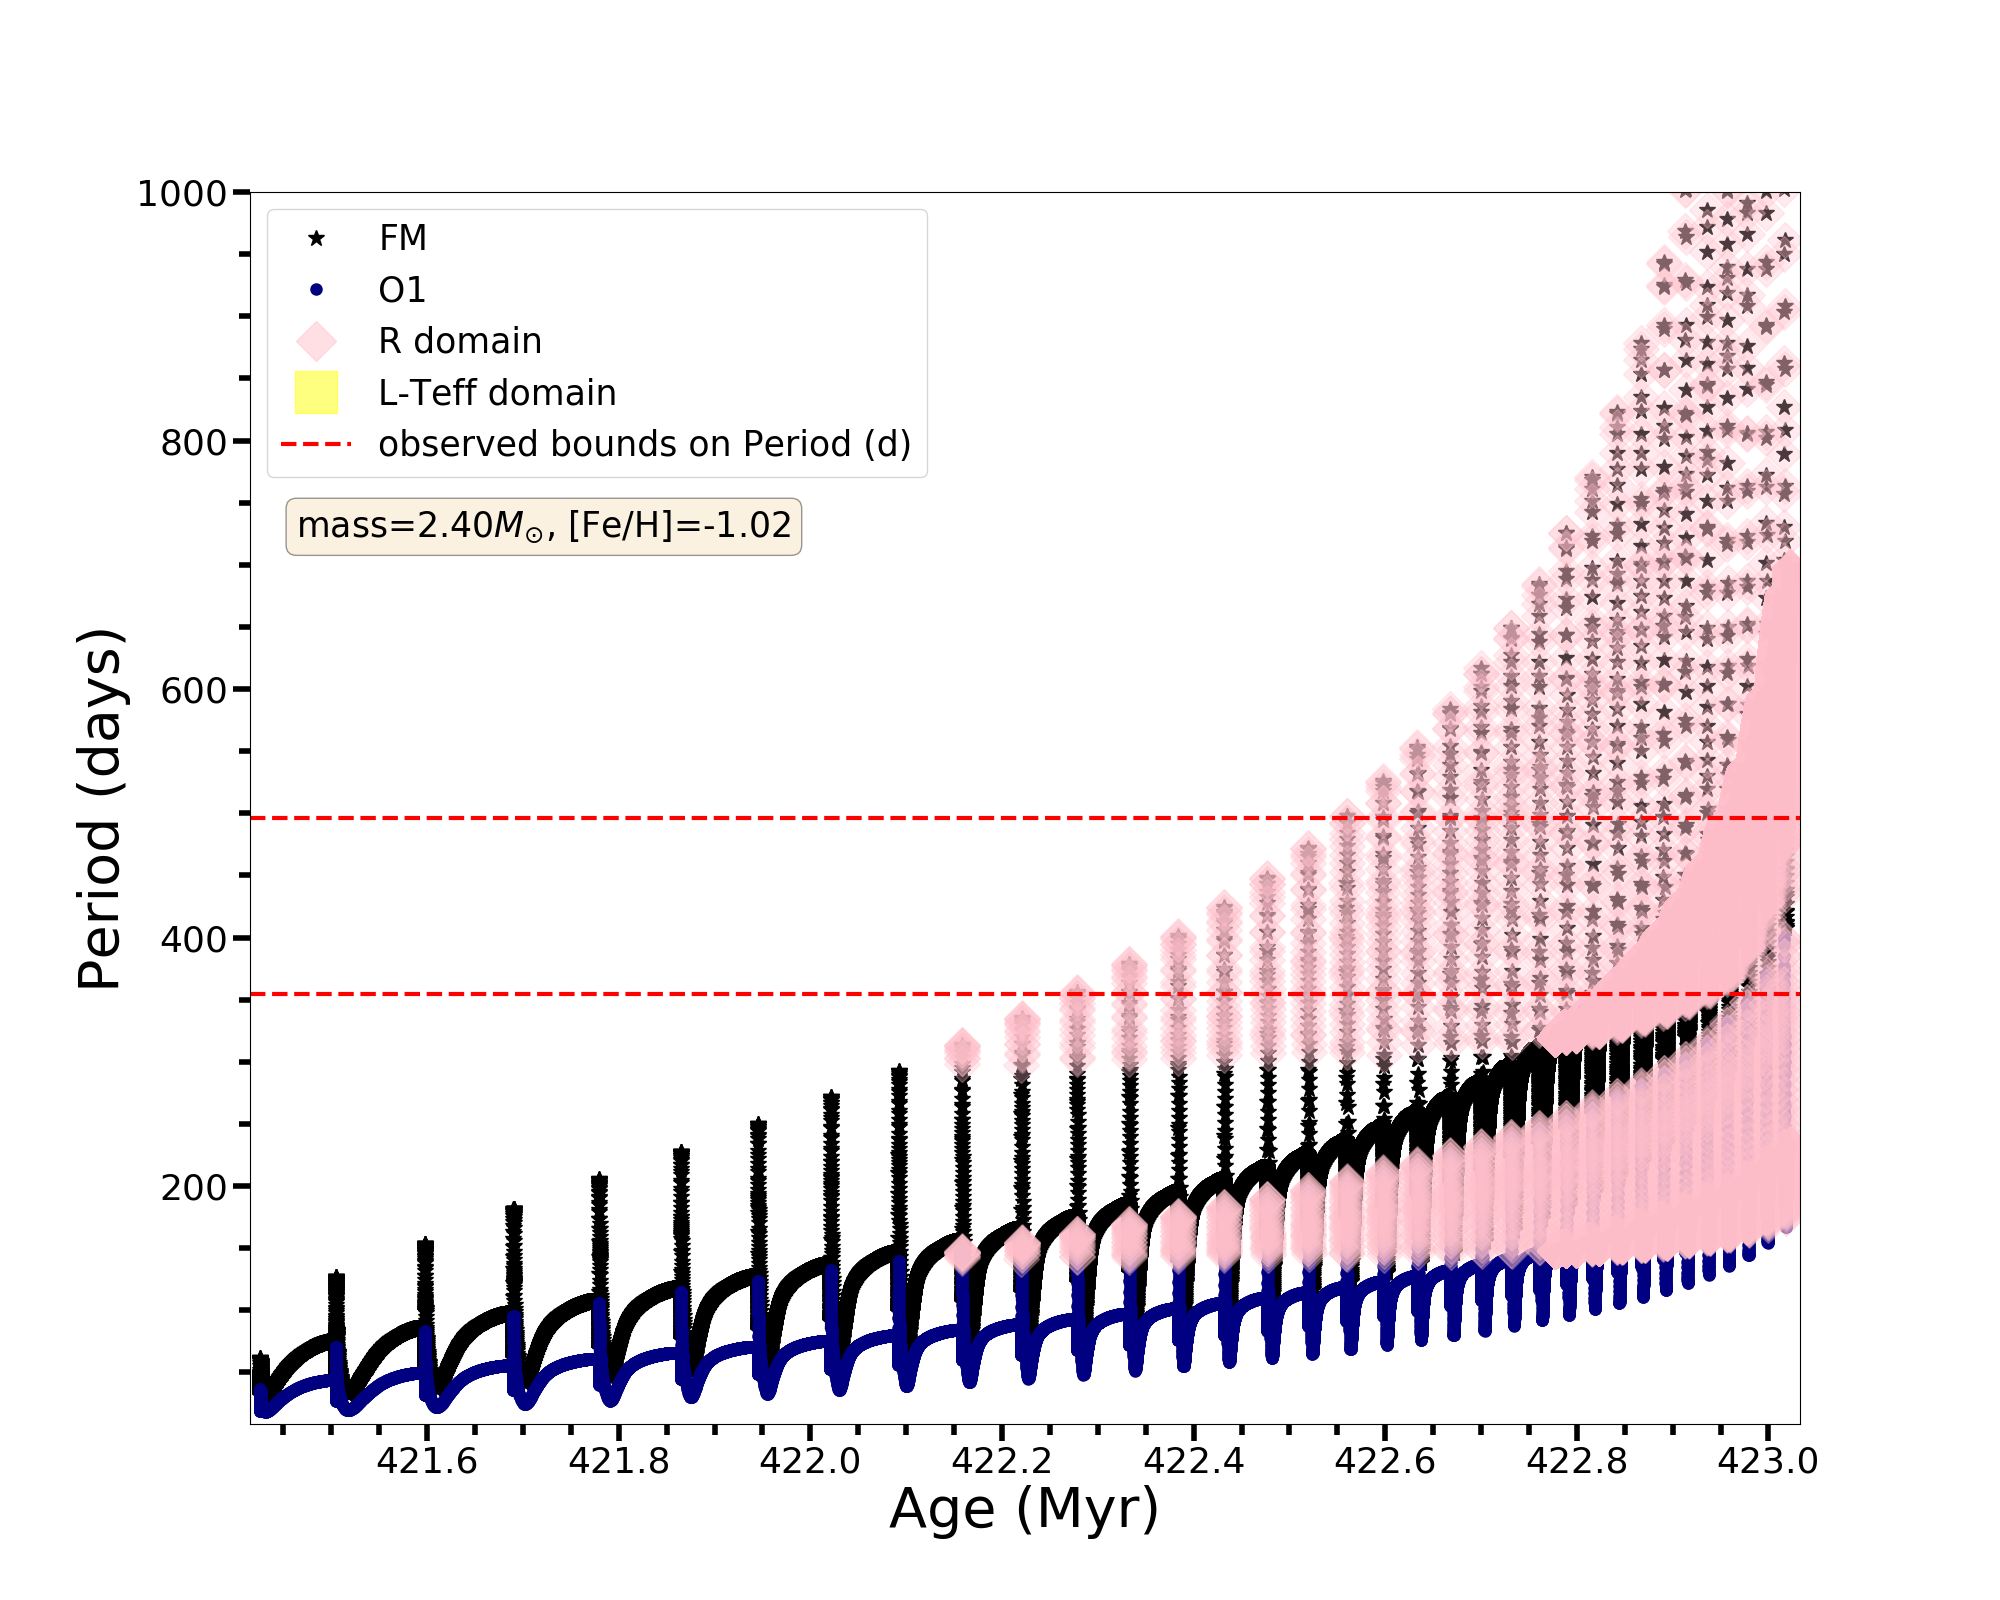 1000
800
600
400
200
Period (days)
FM
O1
R domain
L-Teff domain
observed bounds on Period (d)
mass=2.40M⊙, [Fe/H]=-1.02
421.6 421.8 422.0 422.2 422.4 422.6 422.8 423.0
Age (Myr)